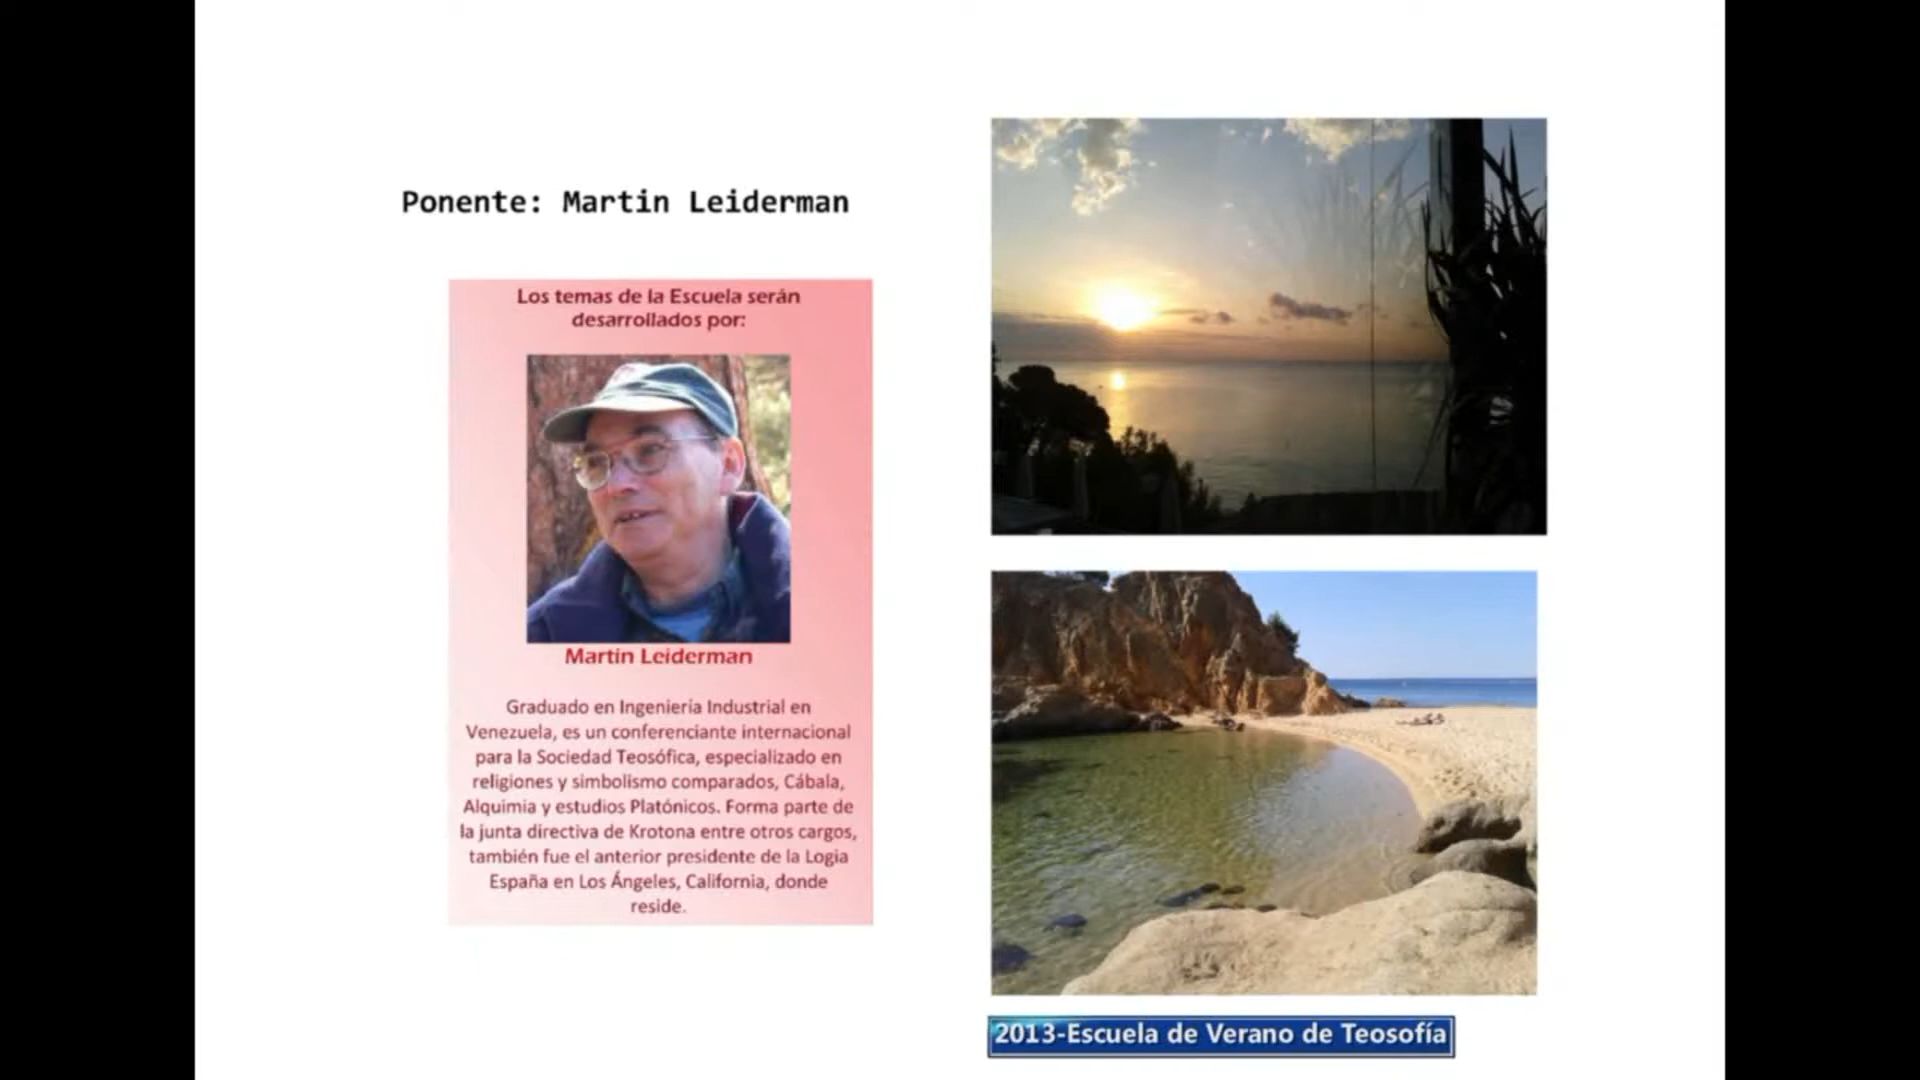 Ponente: Martin Leiderman
Los temas de la Escuela serán
desarrollados por:
Martin Leiderman
Graduado en Ingeniería Industrial en
Venezuela, es un conferenciante internacional
para la Sociedad Teosófica, especializado en
religiones y simbolismo comparados, Cábala,
Alquimia y estudios Platónicos. Forma parte de
la junta directiva de Krotona entre otros cargos,
también fue el anterior presidente de la Logia
España en Los Ángeles, California, donde
reside.
2013-Escuela de Verano de Teosofía